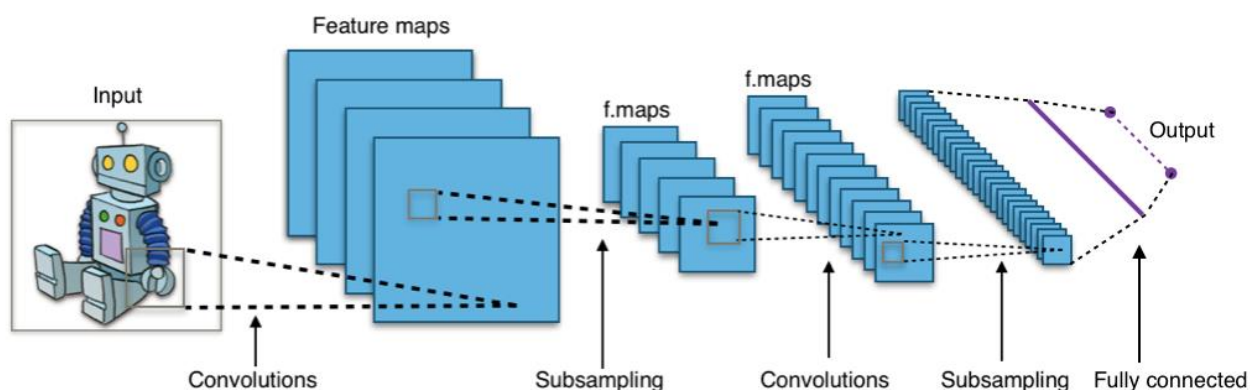 Feature maps
Input
f.maps
f.maps
Output
Convolutions
Subsampling
Convolutions
Subsampling
Fully connected